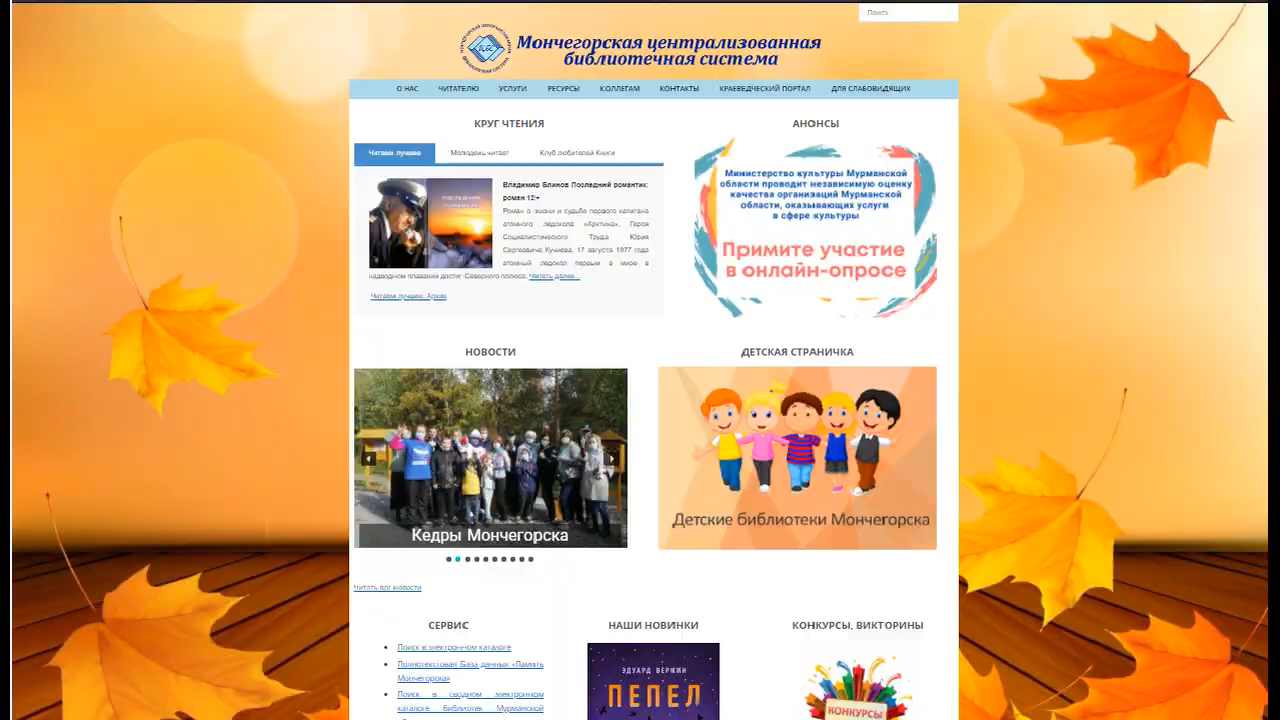 Поиск
Мончегорская централизованная
библиотечная система
О НАС ЧИТАТЕЛЮ УСЛУГИ РЕСУРСЫ КОЛЛЕГАМ КОНТАКТЫ КРАЕВЕДЧЕСКИЙ ПОРТАЛ ДЛЯ СЛАБОВИДЯЩИХ
КРУГ ЧТЕНИЯ
Читаем лучшее Молодежь читает Клуб любителей Книги
ПОСЛЕДНИЙ
Владимир Блинов Последний романтик:
роман 12+
Роман о жизни и судьбе первого капитана
атомного ледокола «Арктика», Героя
Социалистического Труда Юрия
Сергеевича Кучиева. 17 августа 1977 года
атомный ледокол первым в мире в
надводном плавании достиг Северного полюса. Читать далее...
Читаем лучшее. Архив
АНОНСЫ
Министерство культуры Мурманской
области проводит независимую оценку
качества организаций Мурманской
области, оказывающих услуги
в сфере культуры
Примите участие
в онлайн-опросе
НОВОСТИ
Кедры Мончегорска
Читать все новости
ДЕТСКАЯ СТРАНИЧКА
Детские библиотеки Мончегорска
СЕРВИС
Поиск в электронном каталоге
Полнотекстовая База данных «Память
Мончегорска»
Поиск в сводном электронном
каталоге библиотек Мурманской
НАШИ НОВИНКИ
ЭДУАРД ВЕРКИН
ПЕПЕЛ
КОНКУРСЫ, ВИКТОРИНЫ
КОНКУРСЫ